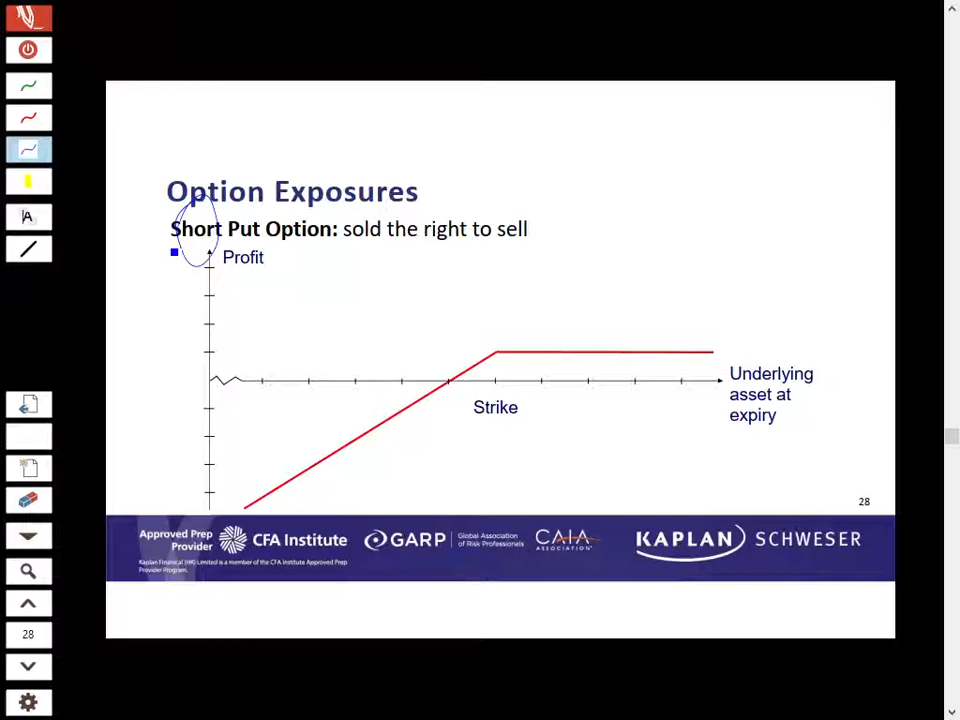 Option Exposures
Short Put Option: sold the right to sell
Profit
Underlying
asset at
expiry
Strike
28
Approved Prep
Provider
CFA Institute
GARP
Global Association
of Risk Professionals
CAIA
ASSOCIATION
KAPLAN SCHWESER
Kaplan Financial (HK) Limited is a member of the CFA Institute Approved Prep
Provider Program.
A
28